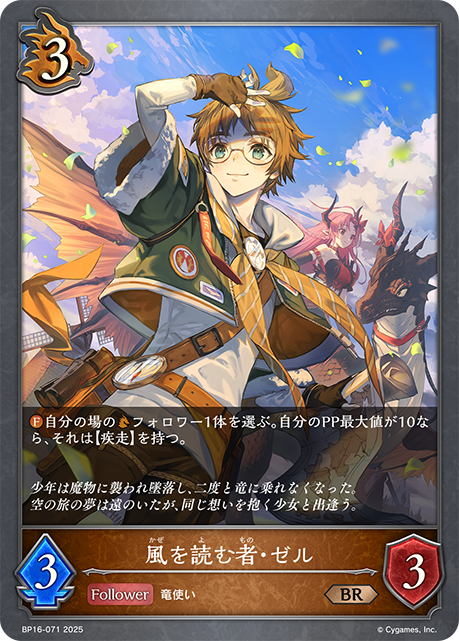 3
Ⓕ自分の場のフォロワー1体を選ぶ。自分のPP最大値が10な
ら、それは【疾走】を持つ。
少年は魔物に襲われ墜落し、二度と竜に乗れなくなった。
空の旅の夢は遠のいたが、同じ想いを抱く少女と出逢う。
かぜ よ もの
風を読む者・ゼル
3
Follower 竜使い
BR
3
BP16-071 2025
© Cygames, Inc.